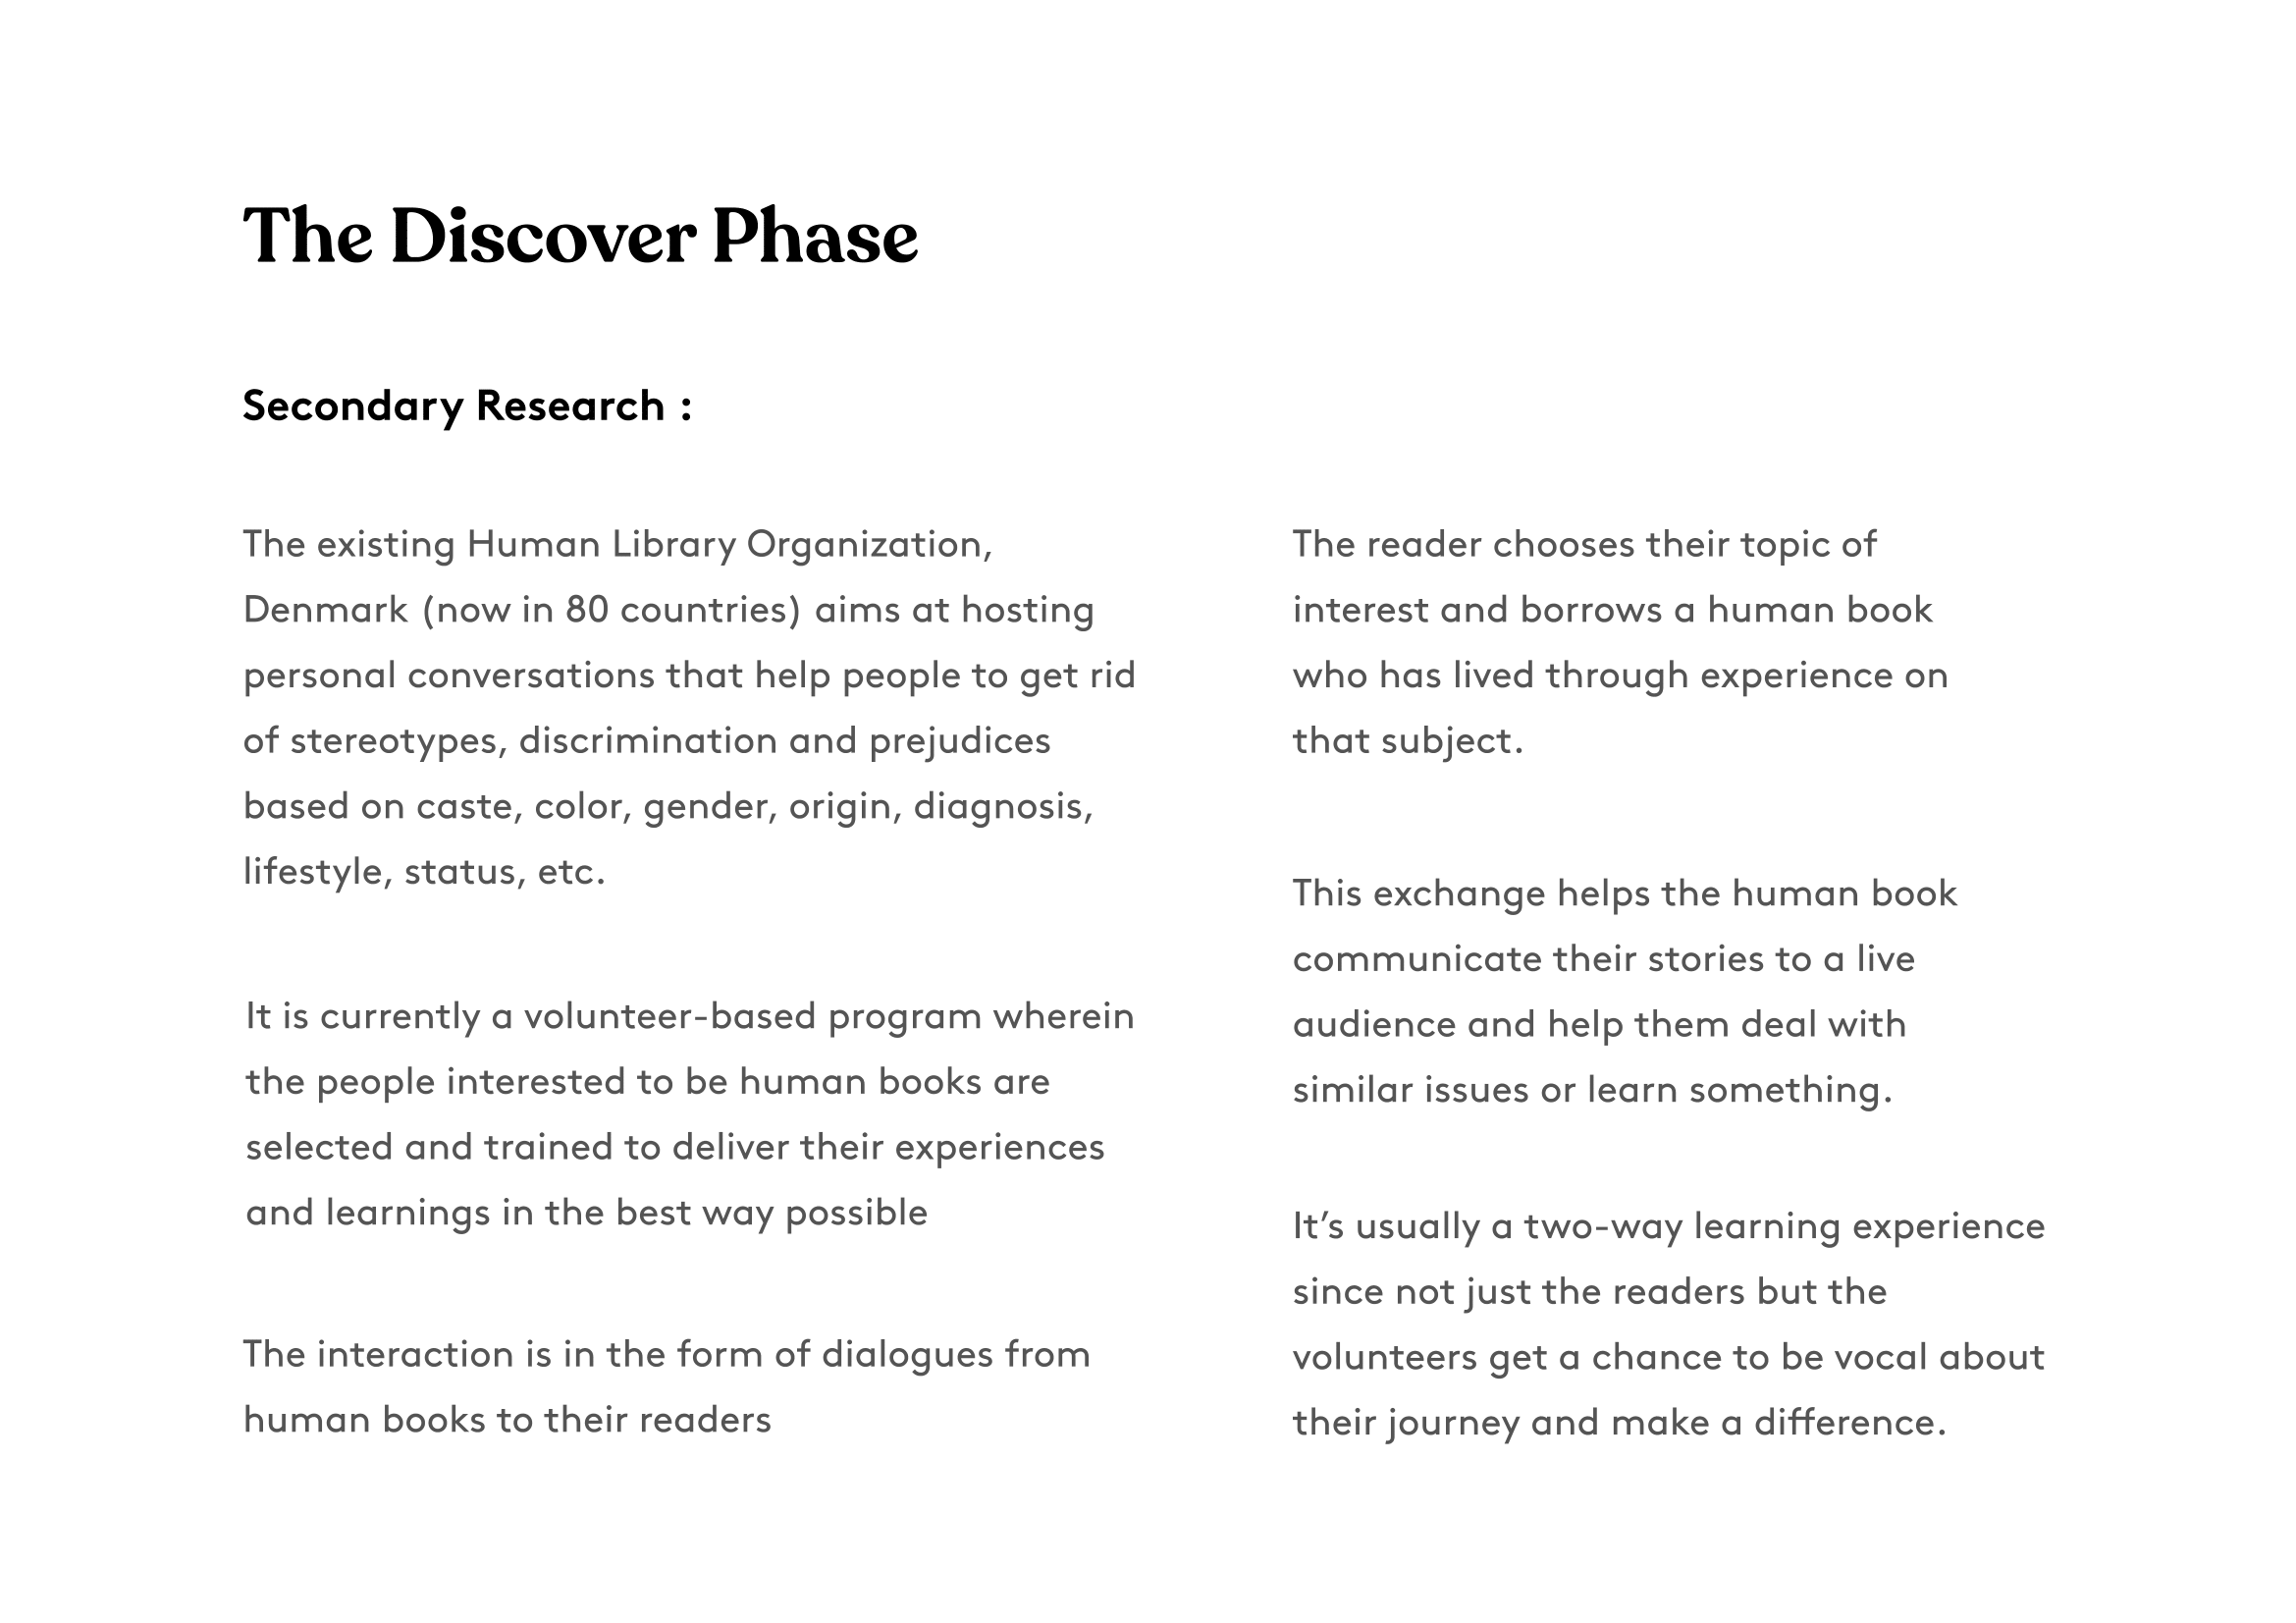 The Discover Phase
Secondary Research :
The existing Human Library Organization,
Denmark (now in 80 countries) aims at hosting
personal conversations that help people to get rid
of stereotypes, discrimination and prejudices
based on caste, color, gender, origin, diagnosis,
lifestyle, status, etc.
It is currently a volunteer-based program wherein
the people interested to be human books are
selected and trained to deliver their experiences
and learnings in the best way possible
The interaction is in the form of dialogues from
human books to their readers
The reader chooses their topic of
interest and borrows a human book
who has lived through experience on
that subject.
This exchange helps the human book
communicate their stories to a live
audience and help them deal with
similar issues or learn something.
It’s usually a two-way learning experience
since not just the readers but the
volunteers get a chance to be vocal about
their journey and make a difference.